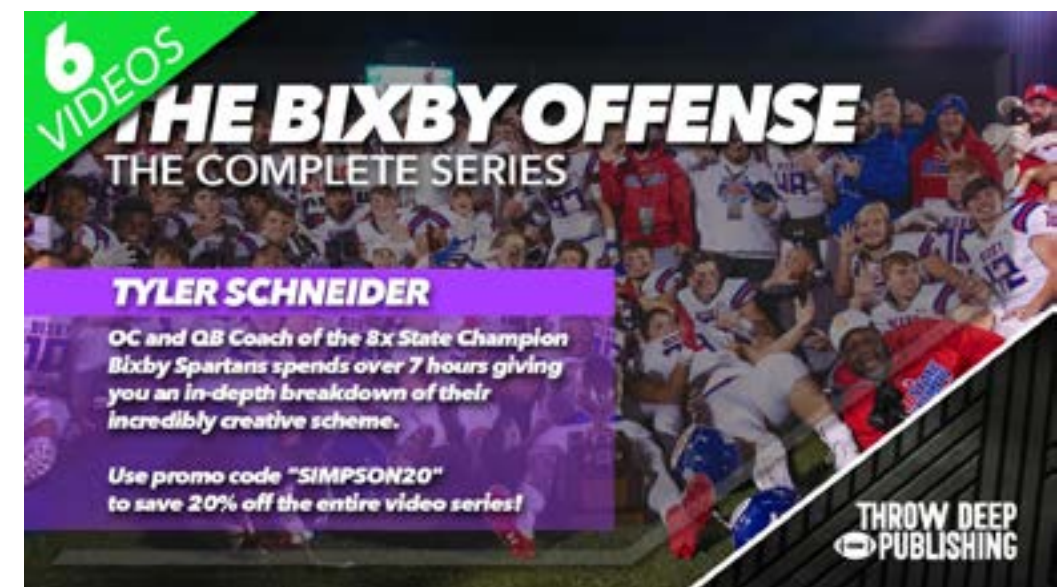 6
VIDEOS
THE BIXBY OFFENSE
THE COMPLETE SERIES
TYLER SCHNEIDER
OC and QB Coach of the 8x State Champion
Bixby Spartans spends over 7 hours giving
you an in-depth breakdown of their
incredibly creative scheme.
Use promo code "SIMPSON20"
to save 20% off the entire video series!
THROW DEEP
PUBLISHING